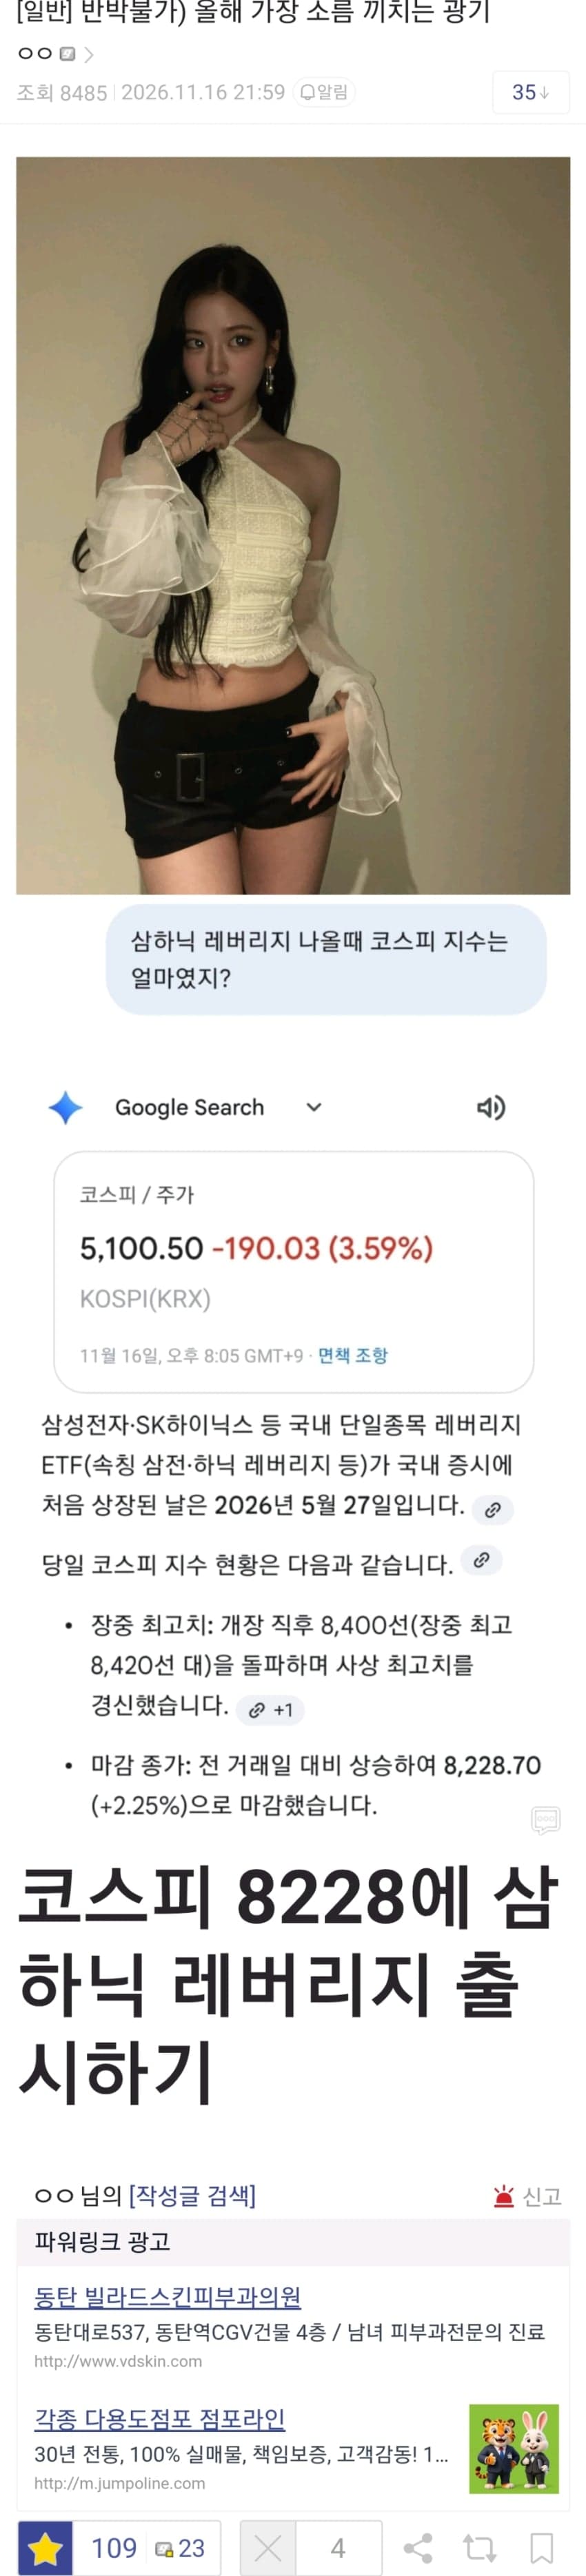 [일반] 반박불가) 올해 가장 소름 끼치는 광기
ㅇㅇ
조회 8485 2026.11.16 21:59 알림
35↓
삼하닉 레버리지 나올때 코스피 지수는
얼마였지?
Google Search
코스피 / 주가
5,100.50 -190.03 (3.59%)
KOSPI(KRX)
11월 16일, 오후 8:05 GMT+9 · 면책 조항
삼성전자·SK하이닉스 등 국내 단일종목 레버리지
ETF(속칭 삼전·하닉 레버리지 등)가 국내 증시에
처음 상장된 날은 2026년 5월 27일입니다.
당일 코스피 지수 현황은 다음과 같습니다.
• 장중 최고치: 개장 직후 8,400선(장중 최고
8,420선 대)을 돌파하며 사상 최고치를
경신했습니다. +1
• 마감 종가: 전 거래일 대비 상승하여 8,228.70
(+2.25%)으로 마감했습니다.
코스피 8228에 삼
하닉 레버리지 출
시하기
ㅇㅇ 님의 [작성글 검색]
신고
파워링크 광고
동탄 빌라드스킨피부과의원
동탄대로537, 동탄역CGV건물 4층 / 남녀 피부과전문의 진료
http://www.vdskin.com
각종 다용도점포 점포라인
30년 전통, 100% 실매물, 책임보증, 고객감동! 1...
http://m.jumpoline.com
109 23 4